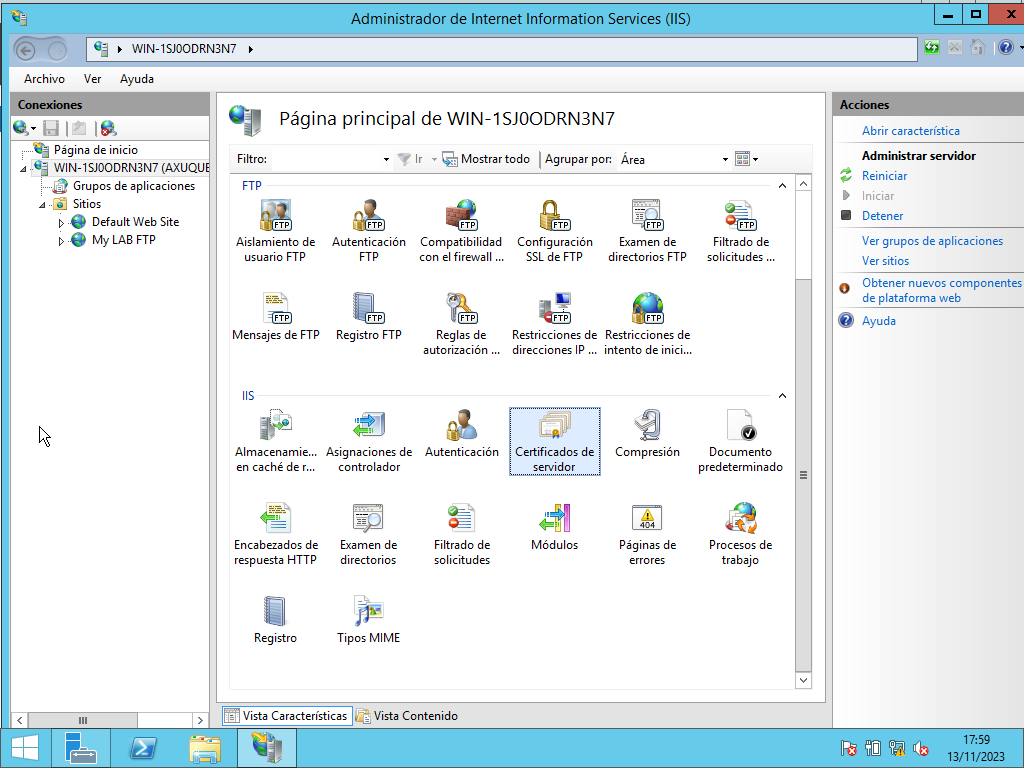 Administrador de Internet Information Services (IIS)
WIN-1SJ0ODRN3N7
Archivo Ver Ayuda
Conexiones
Página de inicio
WIN-1SJ0ODRN3N7 (AXUQUE
Grupos de aplicaciones
Sitios
Default Web Site
My LAB FTP
Página principal de WIN-1SJ0ODRN3N7
Filtro: Ir Mostrar todo Agrupar por: Área
FTP
Aislamiento de
usuario FTP
Autenticación
FTP
Compatibilidad
con el firewall ...
Configuración
SSL de FTP
Examen de
directorios FTP
Filtrado de
solicitudes ...
Mensajes de FTP
Registro FTP
Reglas de
autorización ...
Restricciones de
direcciones IP ...
Restricciones de
intento de inici...
IIS
Almacenamie...
en caché de r...
Asignaciones de
controlador
Autenticación
Certificados de
servidor
Compresión
Documento
predeterminado
Encabezados de
respuesta HTTP
Examen de
directorios
Filtrado de
solicitudes
Módulos
404
Páginas de
errores
Procesos de
trabajo
Registro
Tipos MIME
Vista Características
Vista Contenido
Acciones
Abrir característica
Administrar servidor
Reiniciar
Iniciar
Detener
Ver grupos de aplicaciones
Ver sitios
Obtener nuevos componentes
de plataforma web
Ayuda
17:59
13/11/2023